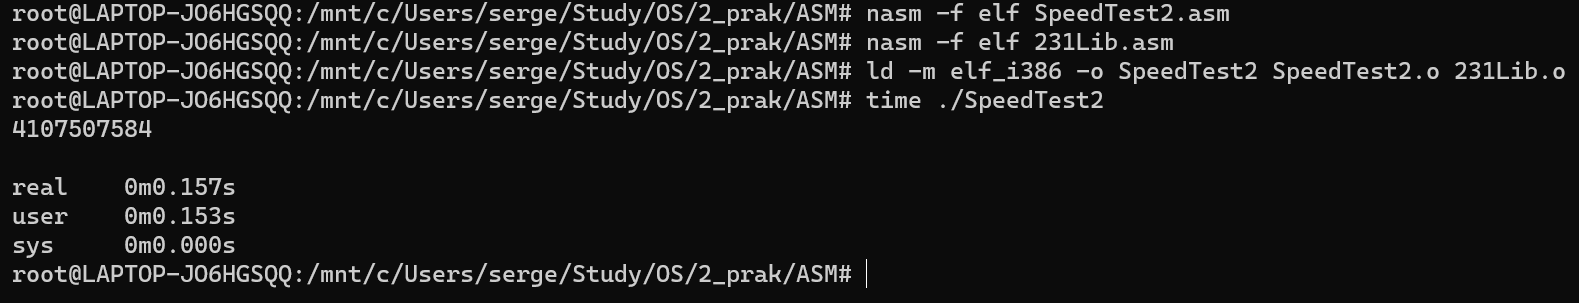 root@LAPTOP-JO6HGSQQ:/mnt/c/Users/serge/Study/OS/2_prak/ASM# nasm -f elf SpeedTest2.asm
root@LAPTOP-JO6HGSQQ:/mnt/c/Users/serge/Study/OS/2_prak/ASM# nasm -f elf 231Lib.asm
root@LAPTOP-JO6HGSQQ:/mnt/c/Users/serge/Study/OS/2_prak/ASM# ld -m elf_i386 -o SpeedTest2 SpeedTest2.o 231Lib.o
root@LAPTOP-JO6HGSQQ:/mnt/c/Users/serge/Study/OS/2_prak/ASM# time ./SpeedTest2
4107507584
real 0m0.157s
user 0m0.153s
sys 0m0.000s
root@LAPTOP-JO6HGSQQ:/mnt/c/Users/serge/Study/OS/2_prak/ASM#